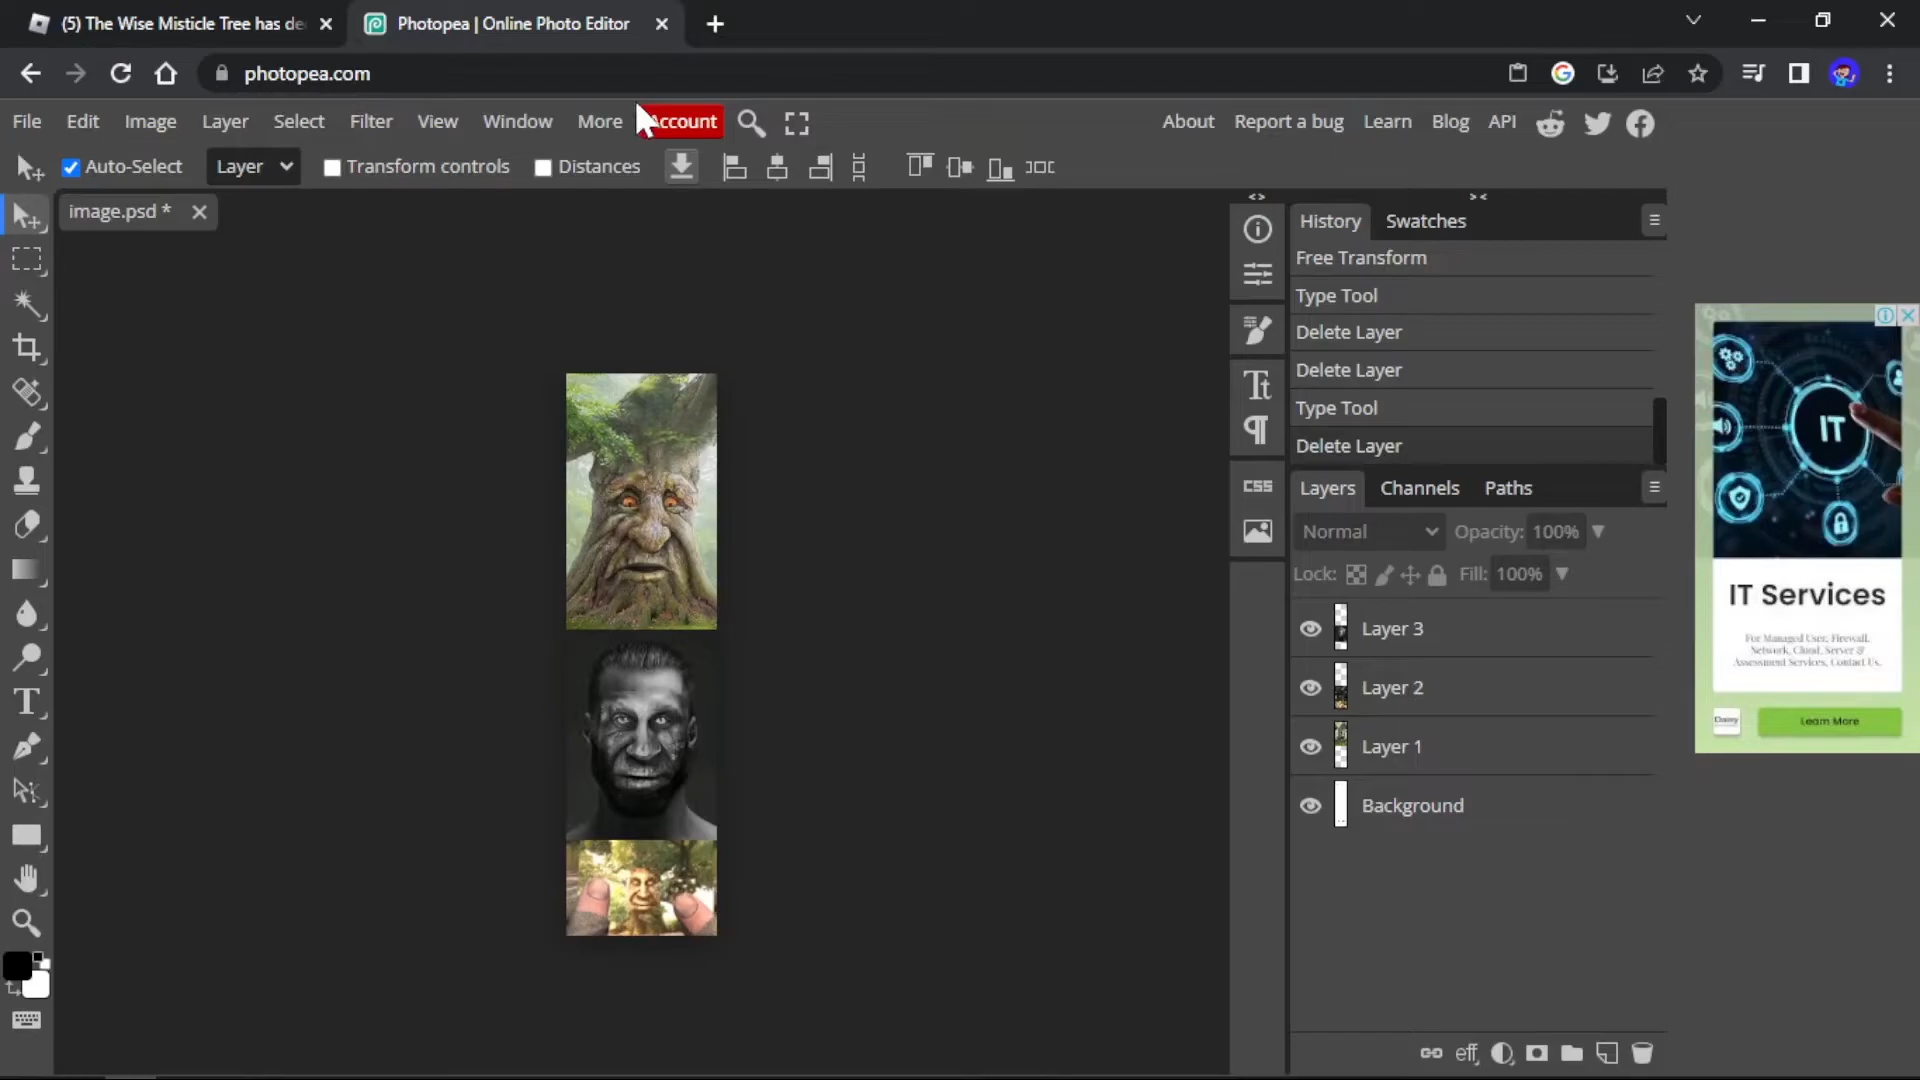 (5) The Wise Misticle Tree has de
Photopea | Online Photo Editor
photopea.com
File Edit Image Layer Select Filter View Window More Account
About Report a bug Learn Blog API
Auto-Select Layer Transform controls Distances
image.psd *
History Swatches
Free Transform
Type Tool
Delete Layer
Delete Layer
Type Tool
Delete Layer
CSS
Layers Channels Paths
Normal Opacity: 100%
Lock: Fill: 100%
Layer 3
Layer 2
Layer 1
Background
eff
IT
IT Services
For Managed User, Firewall,
Network, Cloud, Server &
Assessment Services, Contact Us.
Learn More